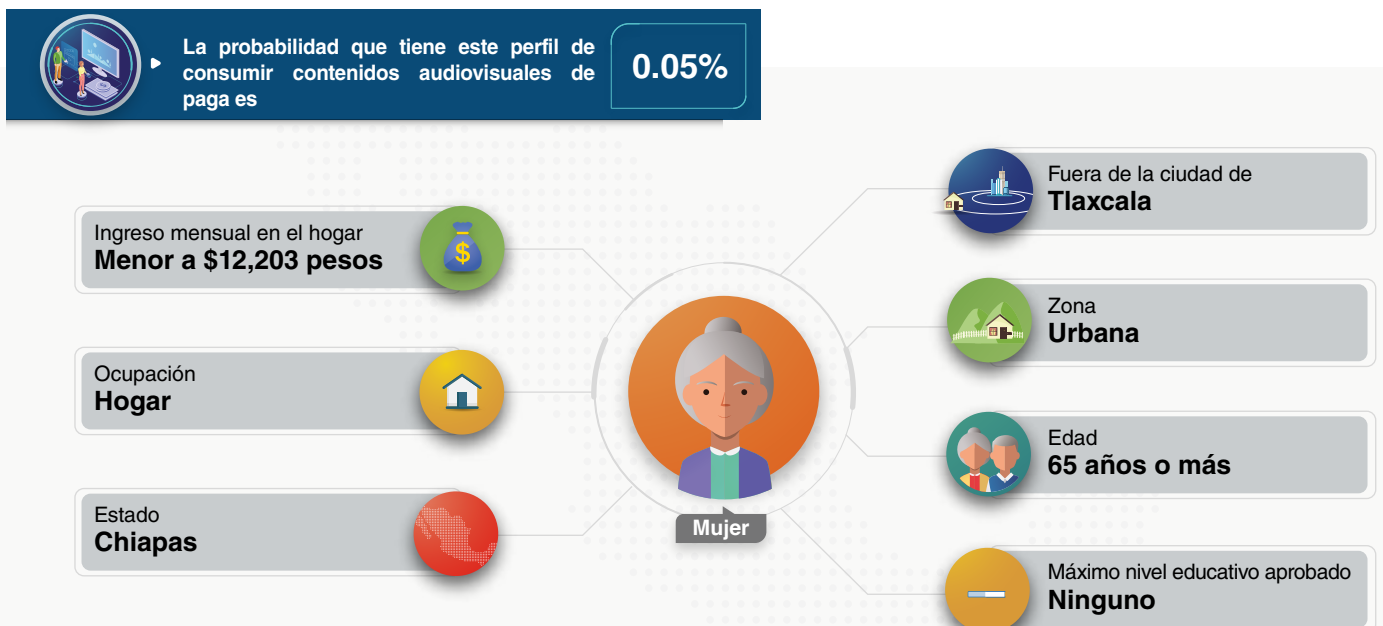 La probabilidad que tiene este perfil de
consumir contenidos audiovisuales de
paga es
0.05%
Ingreso mensual en el hogar
Menor a $12,203 pesos
$
Ocupación
Hogar
Estado
Chiapas
Mujer
Fuera de la ciudad de
Tlaxcala
Zona
Urbana
Edad
65 años o más
Máximo nivel educativo aprobado
Ninguno